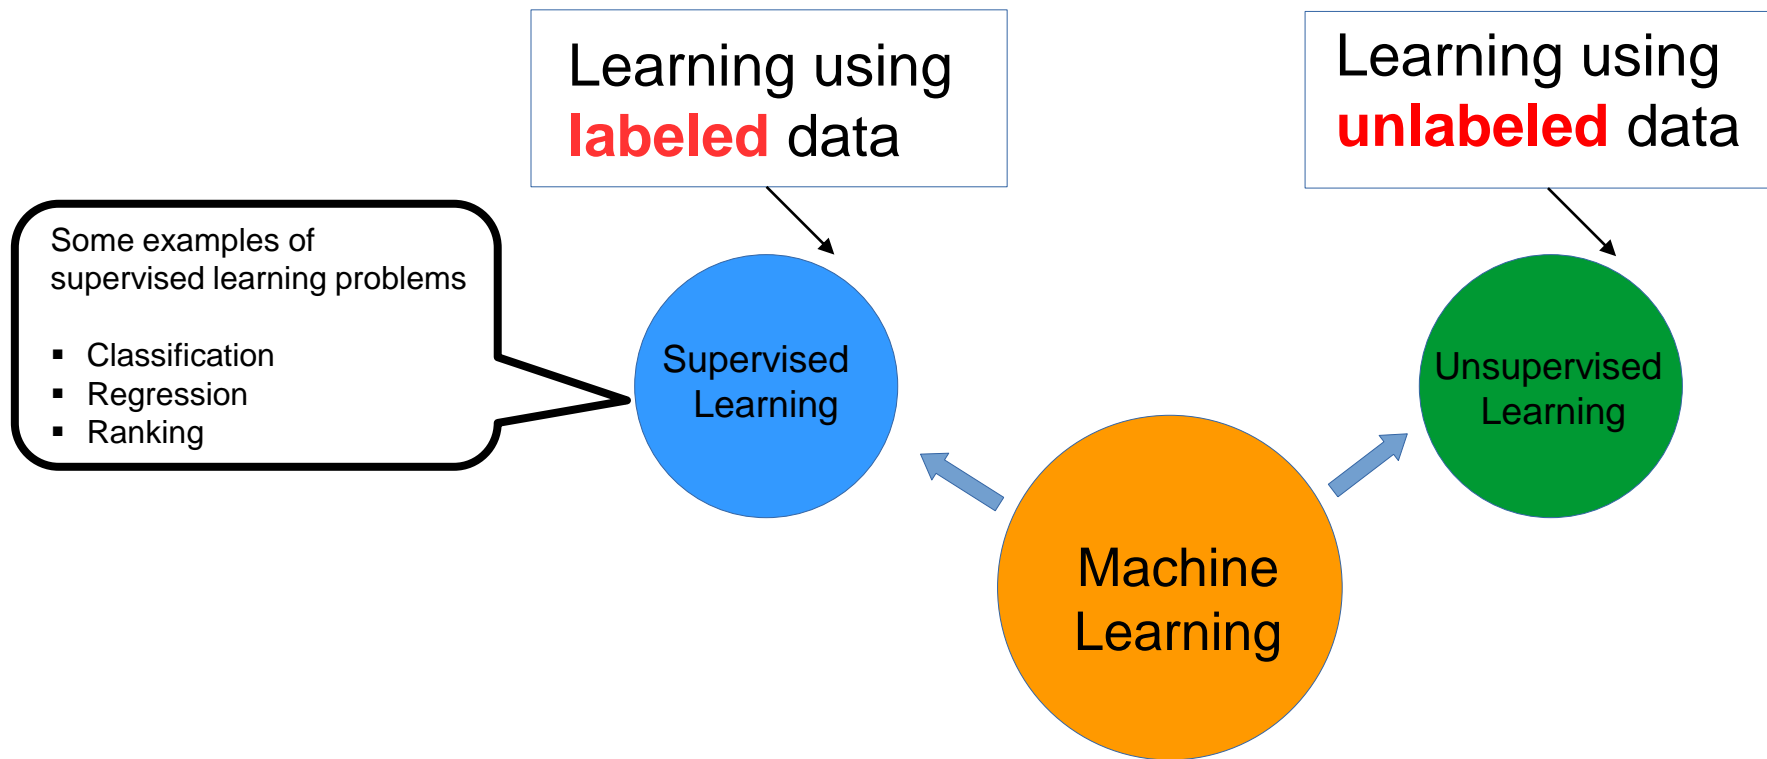 Learning using
labeled data
Learning using
unlabeled data
Some examples of
supervised learning problems
▪ Classification
▪ Regression
▪ Ranking
Supervised
Learning
Unsupervised
Learning
Machine
Learning